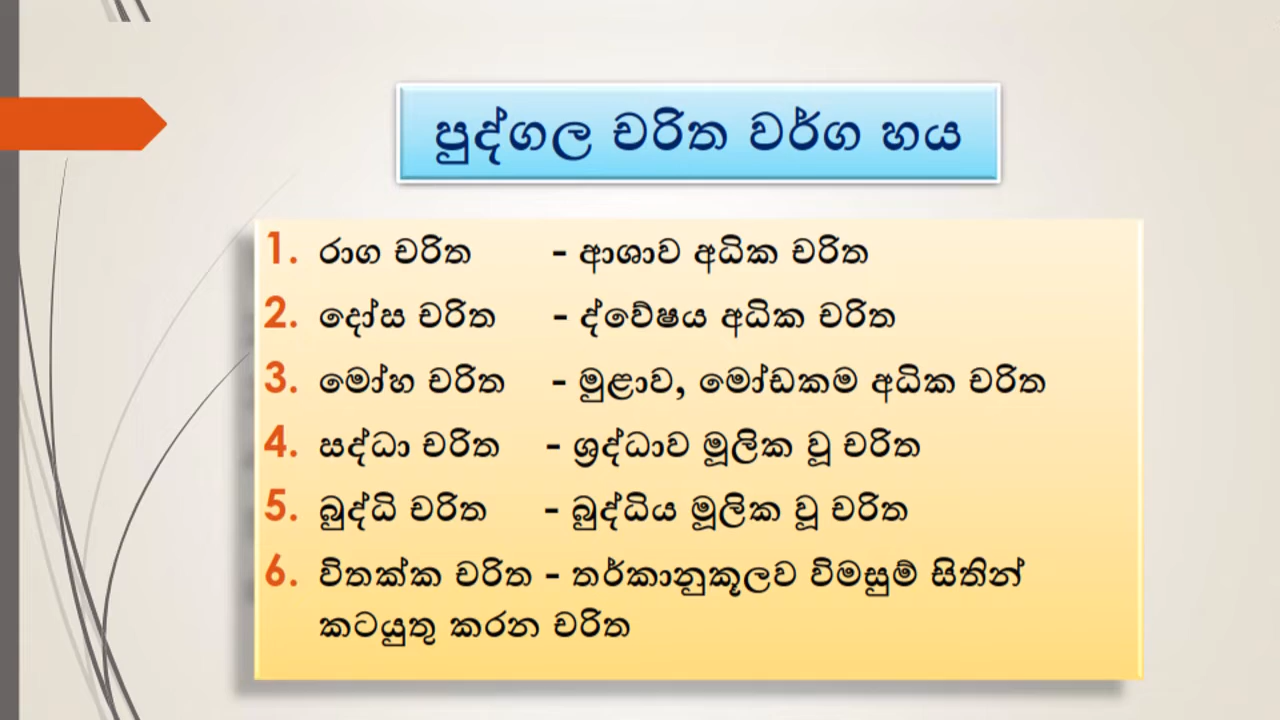 පුද්ගල චරිත වර්ග හය
1. රාග චරිත - ආශාව අධික චරිත
2. දෝස චරිත - ද්වේෂය අධික චරිත
3. මෝහ චරිත - මුළාව, මෝඩකම අධික චරිත
4. සද්ධා චරිත - ශ්‍රද්ධාව මූලික වූ චරිත
5. බුද්ධි චරිත - බුද්ධිය මූලික වූ චරිත
6. විතක්ක චරිත - තර්කානුකූලව විමසුම් සිතින්
කටයුතු කරන චරිත